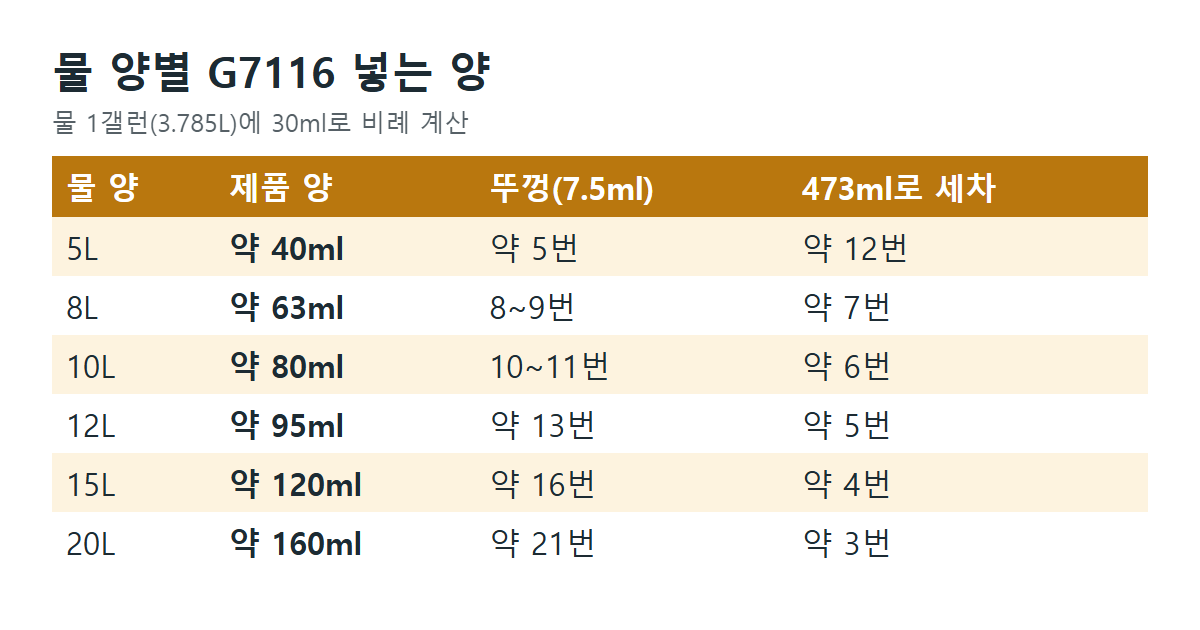 물 양별 G7116 넣는 양
물 1갤런(3.785L)에 30ml로 비례 계산
물 양 제품 양 뚜껑(7.5ml) 473ml로 세차
5L 약 40ml 약 5번 약 12번
8L 약 63ml 8~9번 약 7번
10L 약 80ml 10~11번 약 6번
12L 약 95ml 약 13번 약 5번
15L 약 120ml 약 16번 약 4번
20L 약 160ml 약 21번 약 3번